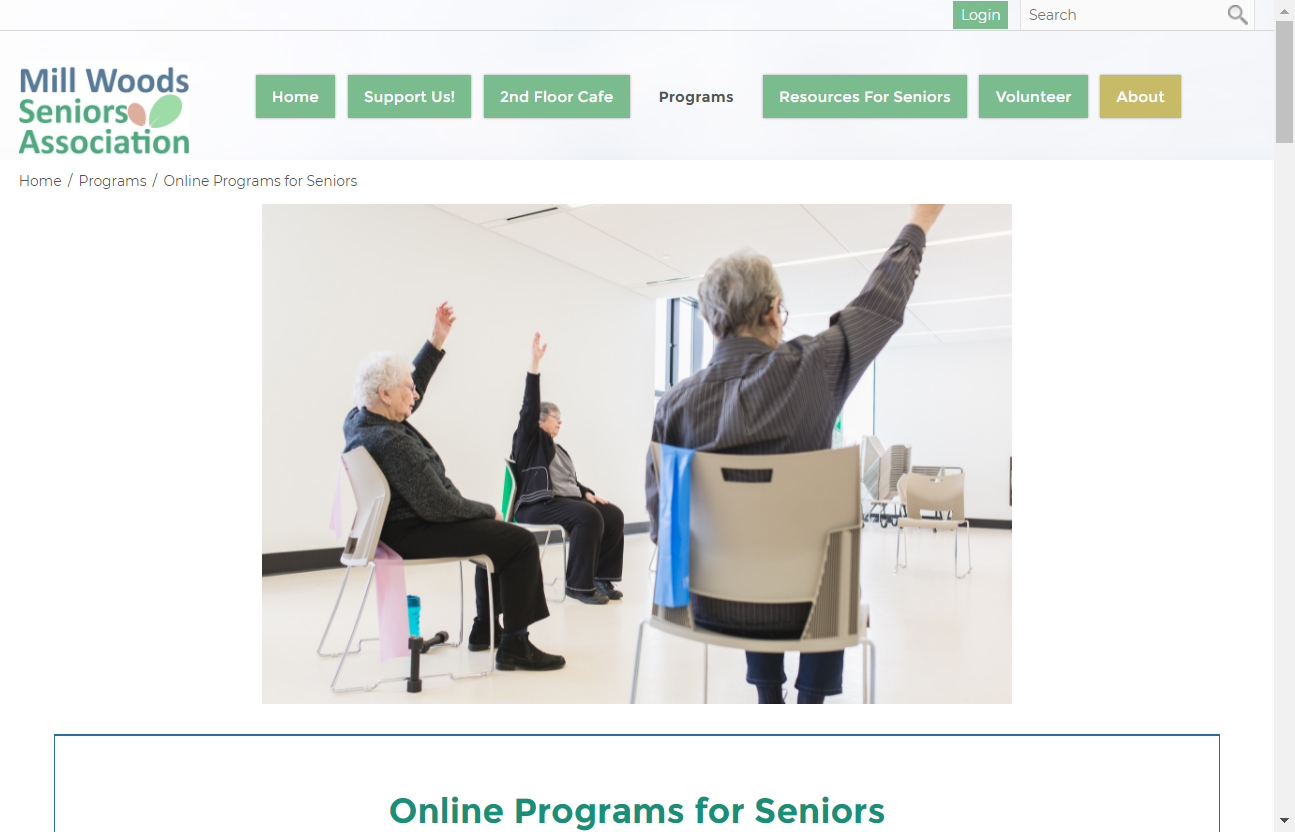 Login
Search
Mill Woods
Seniors
Association
Home
Support Us!
2nd Floor Cafe
Programs
Resources For Seniors
Volunteer
About
Home / Programs / Online Programs for Seniors
Online Programs for Seniors